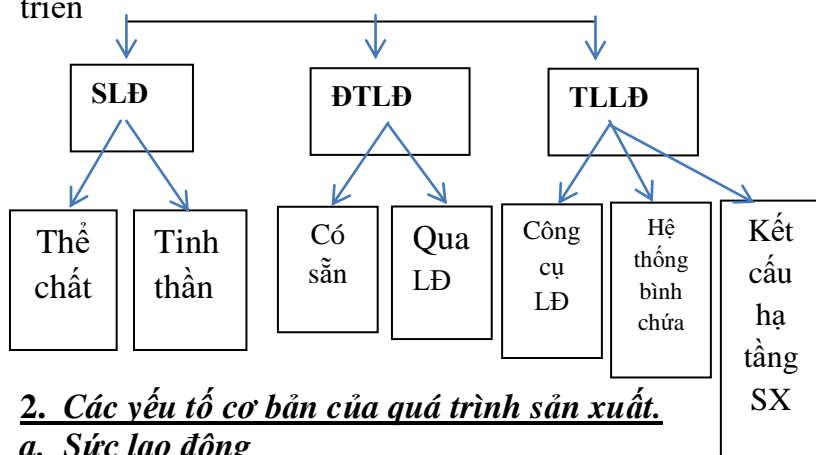 triển
SLĐ
ĐTLĐ
TLLĐ
Thể
chất
Tinh
thần
Có
sẵn
Qua
LĐ
Công
cụ
LĐ
Hệ
thống
bình
chứa
Kết
cấu
hạ
tầng
SX
2. Các yếu tố cơ bản của quá trình sản xuất.
a. Sức lao động